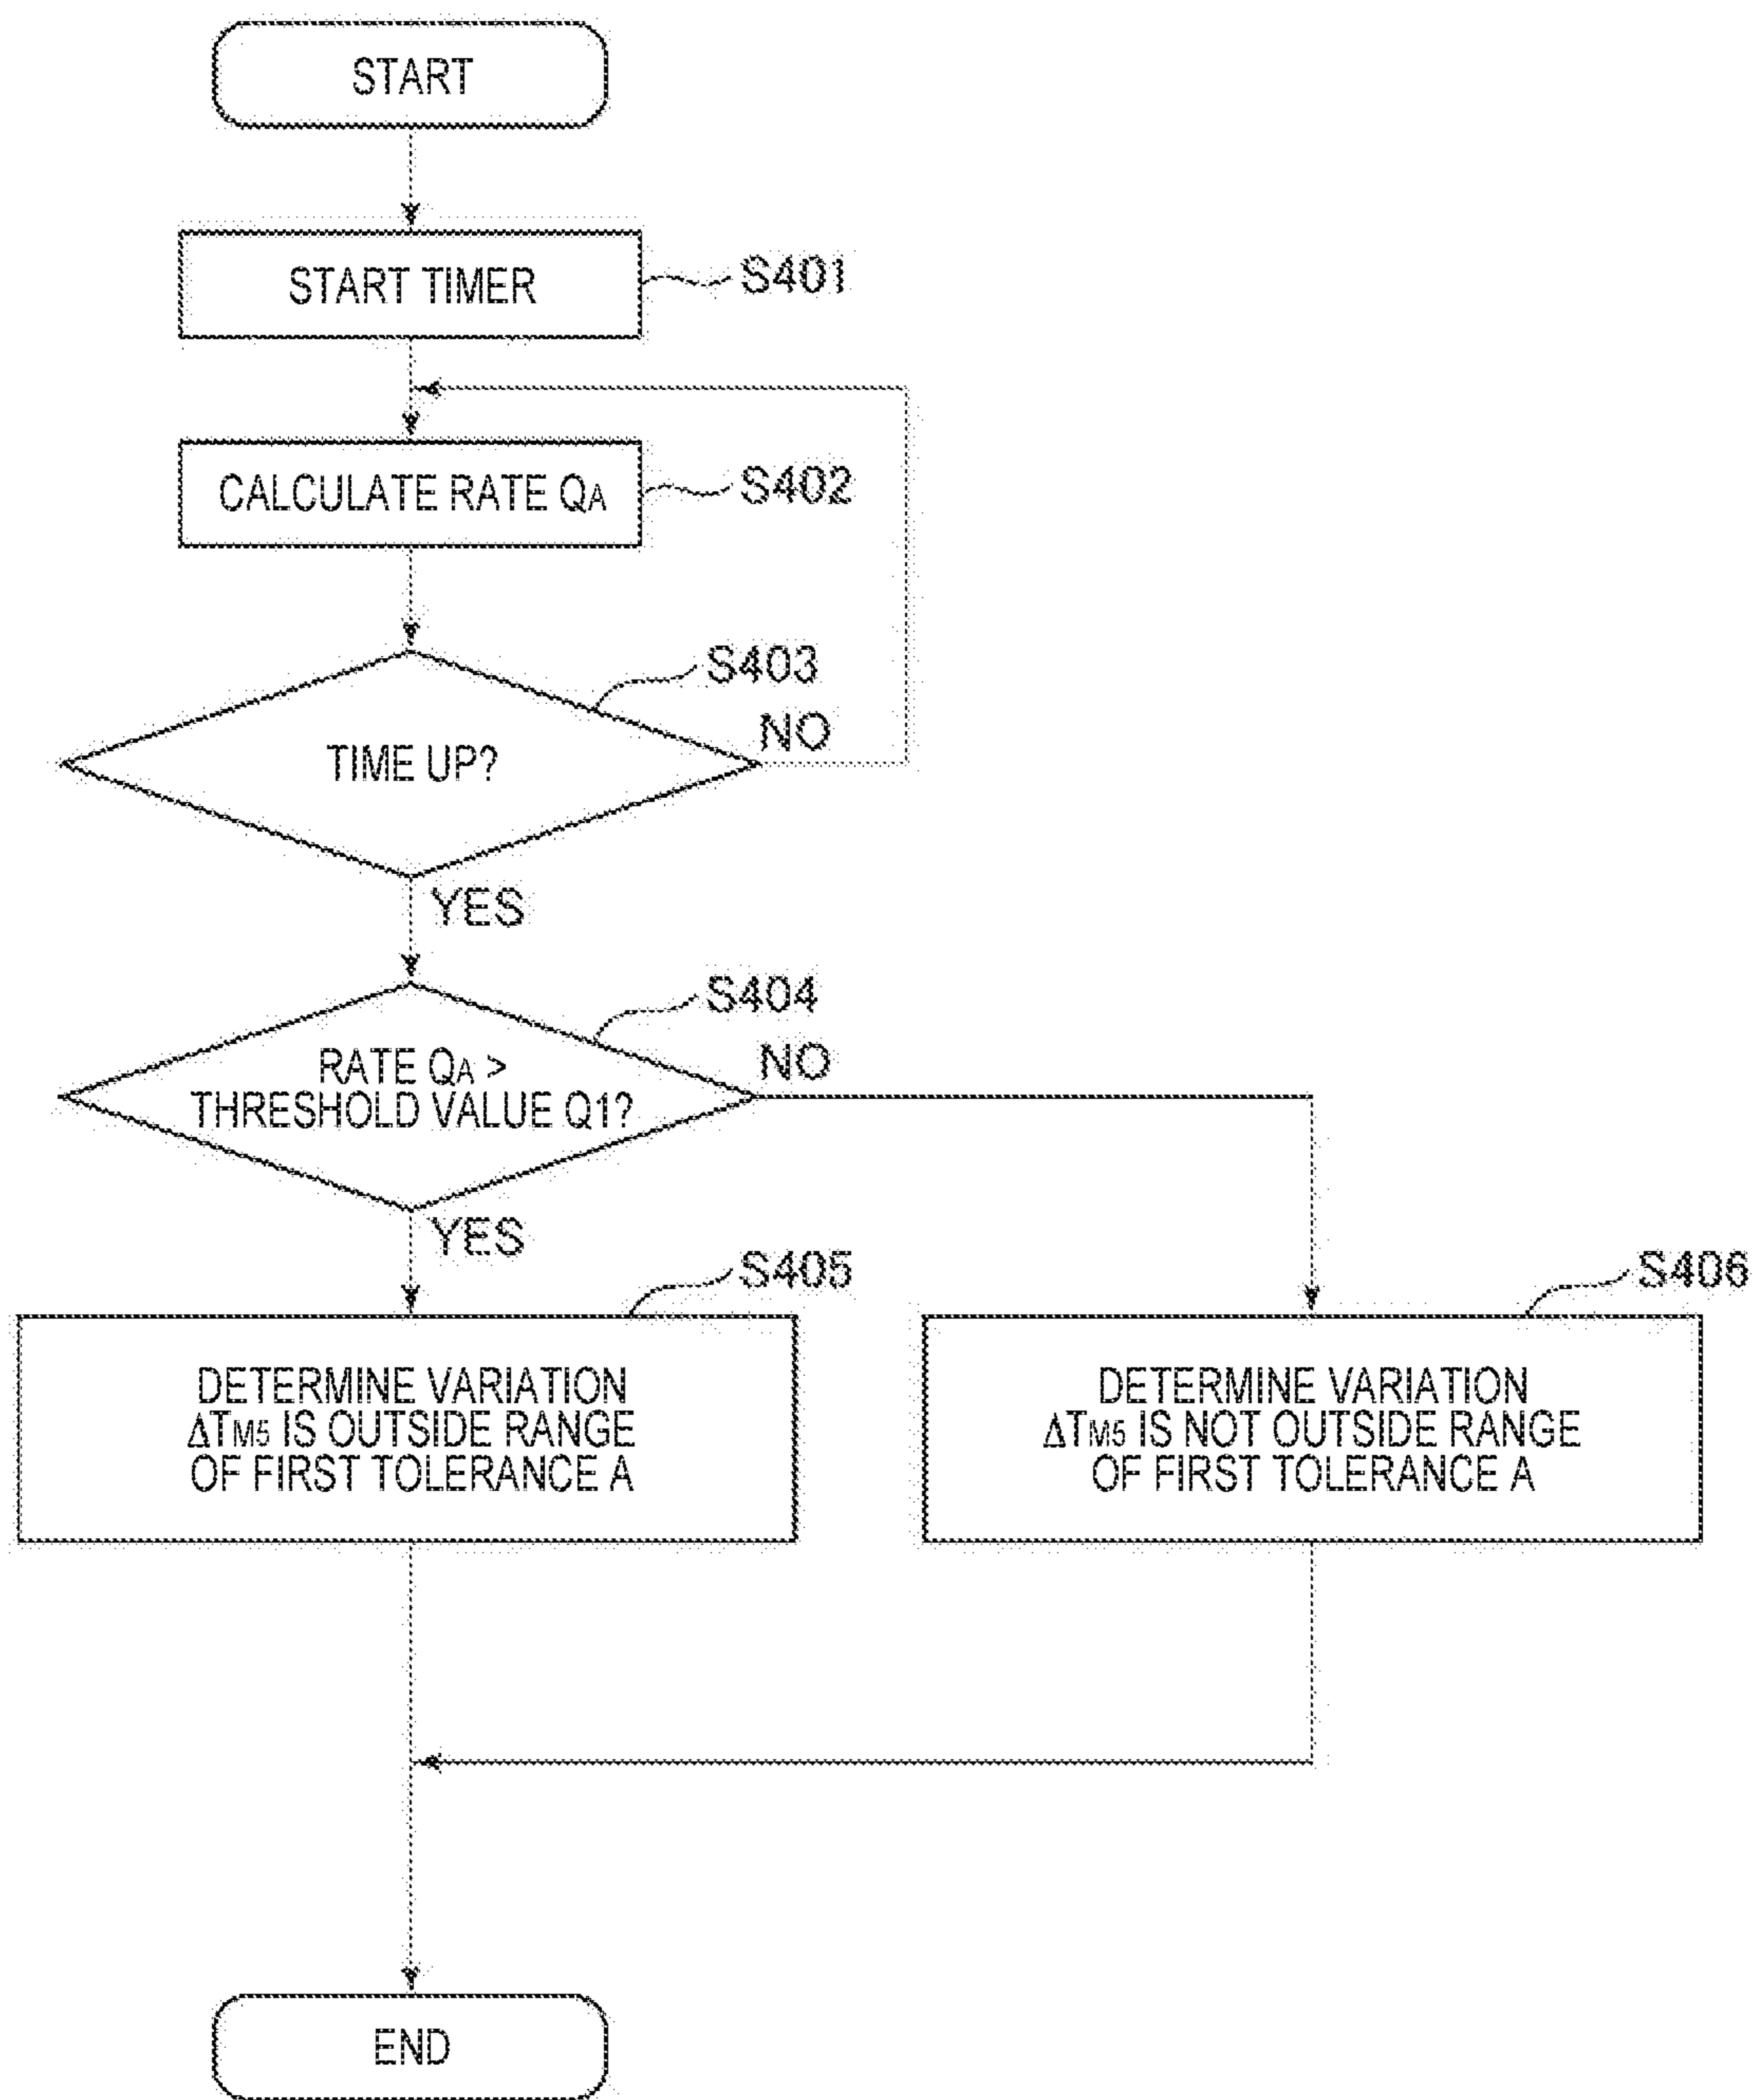 START
START TIMER
S401
CALCULATE RATE QA
S402
S403
TIME UP?
NO
YES
S404
RATE QA >
THRESHOLD VALUE Q1?
NO
YES
S405
DETERMINE VARIATION
ΔTM5 IS OUTSIDE RANGE
OF FIRST TOLERANCE A
S406
DETERMINE VARIATION
ΔTM5 IS NOT OUTSIDE RANGE
OF FIRST TOLERANCE A
END